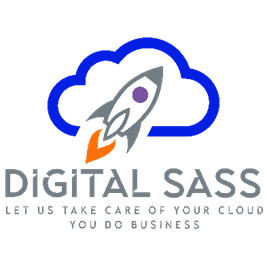 DiGiTAL SASS
LET US TAKE CARE OF YOUR CLOUD
YOU DO BUSINESS